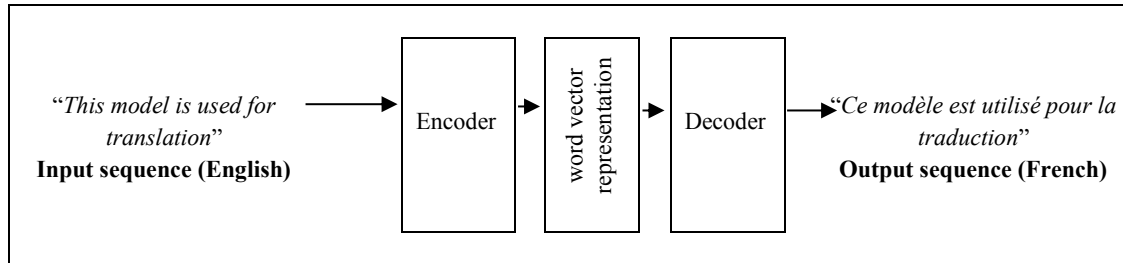 “This model is used for
translation”
Input sequence (English)
Encoder
word vector
representation
Decoder
“Ce modèle est utilisé pour la
traduction”
Output sequence (French)